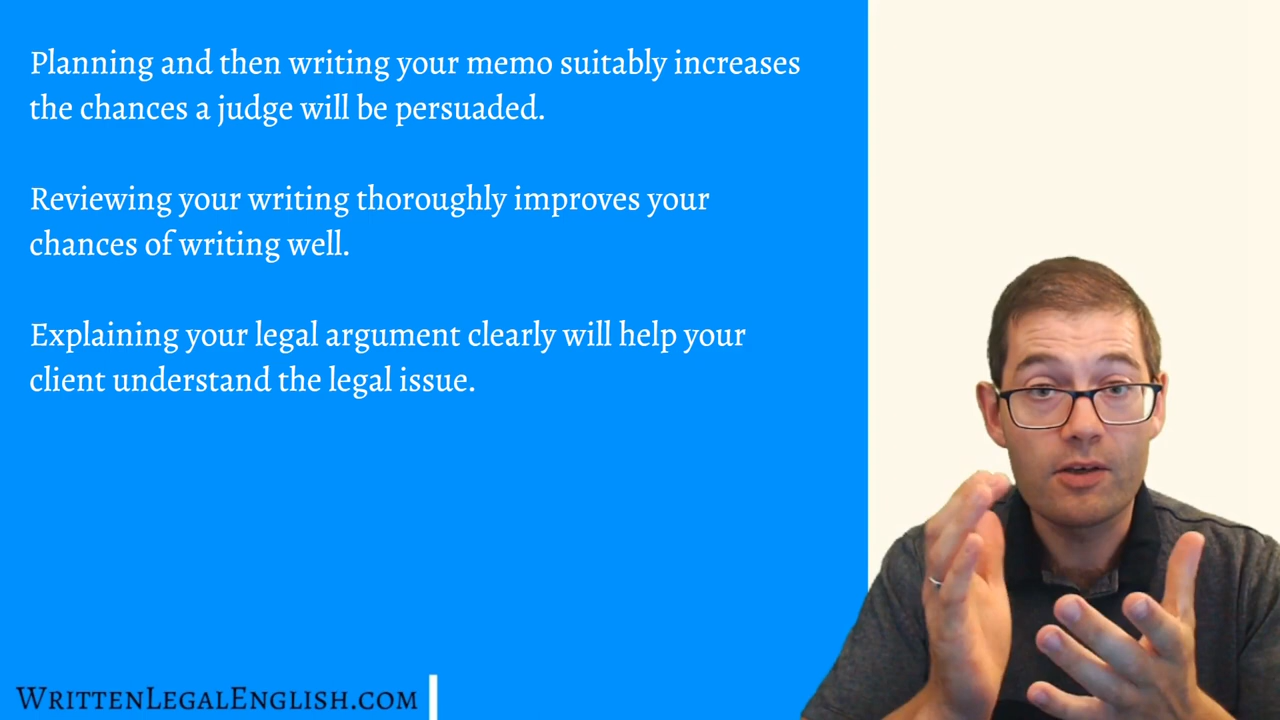 Planning and then writing your memo suitably increases
the chances a judge will be persuaded.
Reviewing your writing thoroughly improves your
chances of writing well.
Explaining your legal argument clearly will help your
client understand the legal issue.
WRITTENLEGALENGLISH.COM